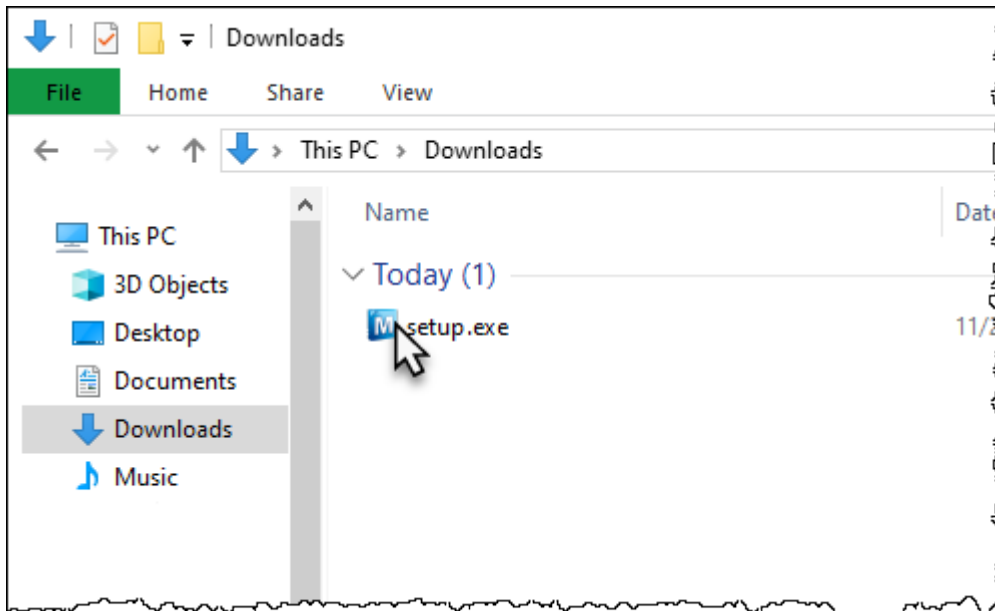 Downloads
File Home Share View
This PC > Downloads
Name
This PC
Today (1)
3D Objects
Desktop
M setup.exe
11/
Documents
Downloads
Music